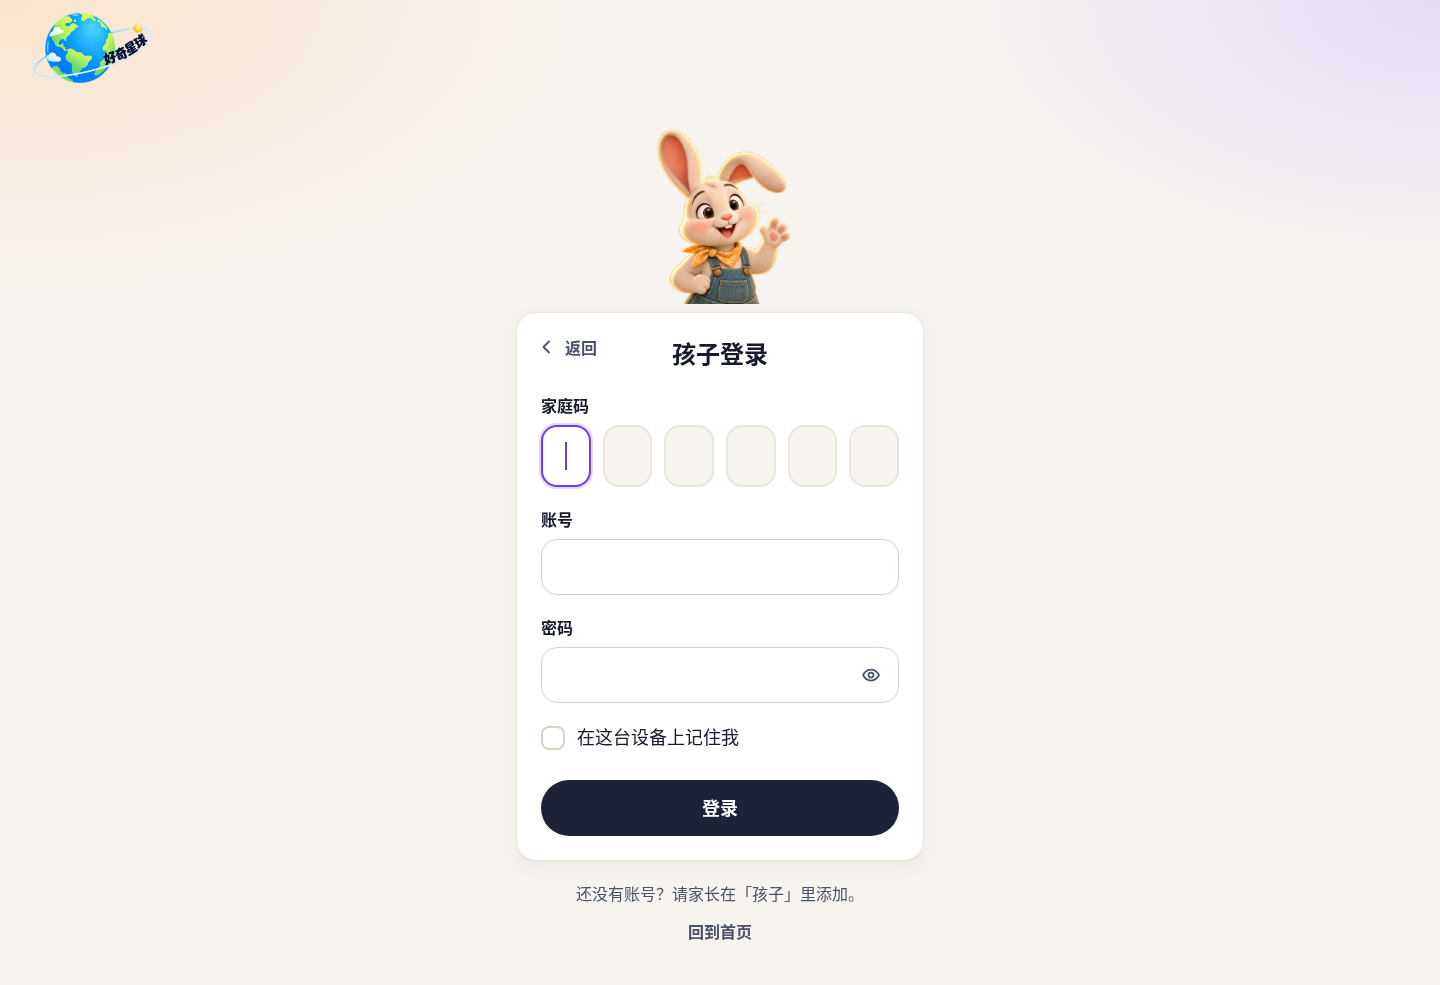 好奇星球
返回
孩子登录
家庭码
账号
密码
在这台设备上记住我
登录
还没有账号？请家长在「孩子」里添加。
回到首页